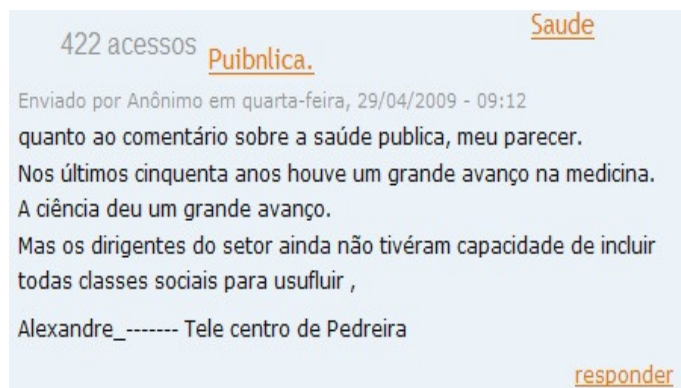 Saude
422 acessos Puibnlica.
Enviado por Anônimo em quarta-feira, 29/04/2009 - 09:12
quanto ao comentário sobre a saúde publica, meu parecer.
Nos últimos cinquenta anos houve um grande avanço na medicina.
A ciência deu um grande avanço.
Mas os dirigentes do setor ainda não tivéram capacidade de incluir
todas classes sociais para usufluir ,
Alexandre_------- Tele centro de Pedreira
responder